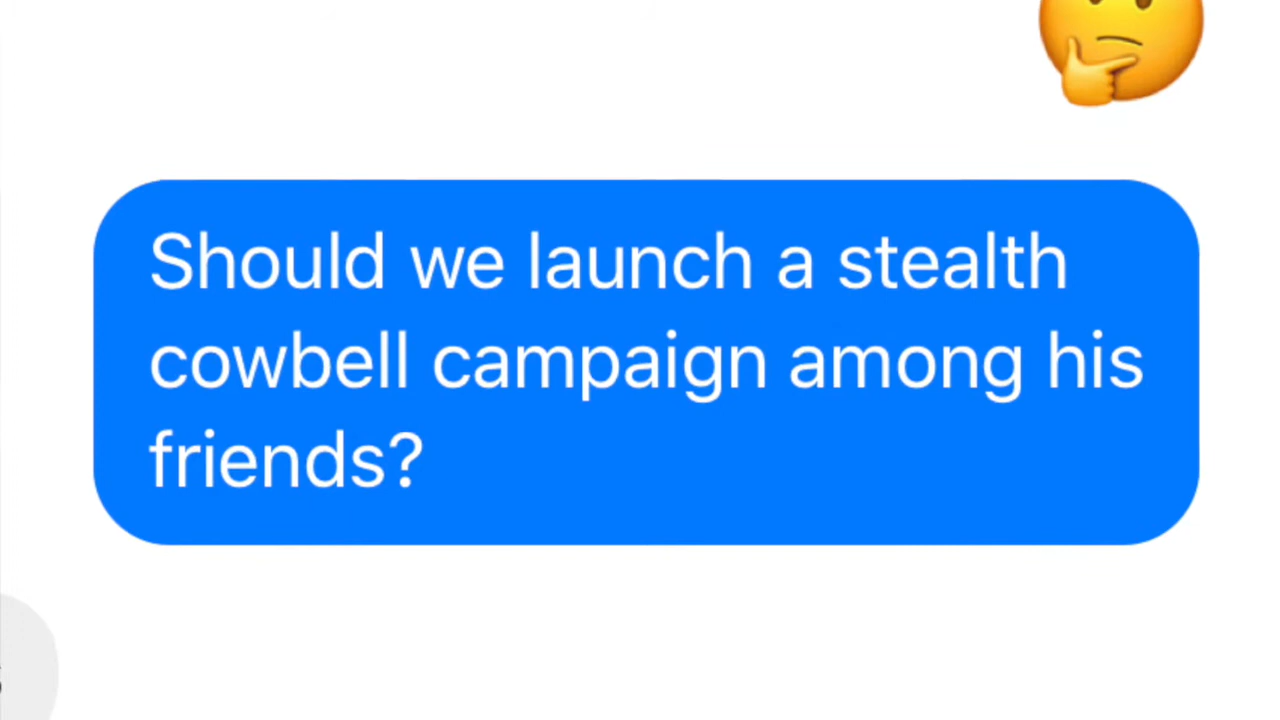 Should we launch a stealth
cowbell campaign among his
friends?